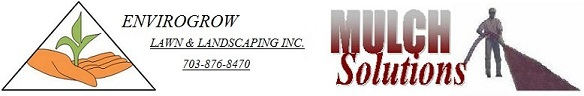 ENVIROGROW
LAWN & LANDSCAPING INC.
703-876-8470
MULCH
Solutions